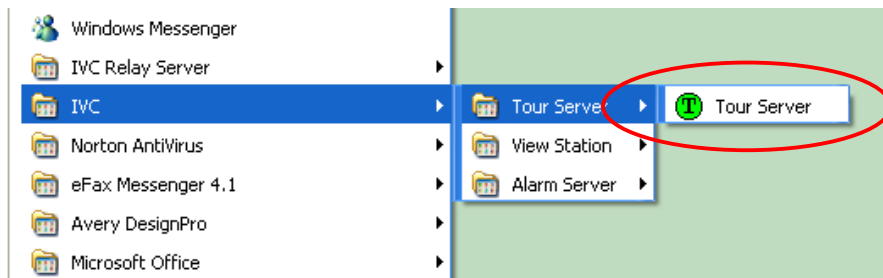 Windows Messenger
IVC Relay Server
IVC
Norton AntiVirus
eFax Messenger 4.1
Avery DesignPro
Microsoft Office
Tour Server
View Station
Alarm Server
T
Tour Server